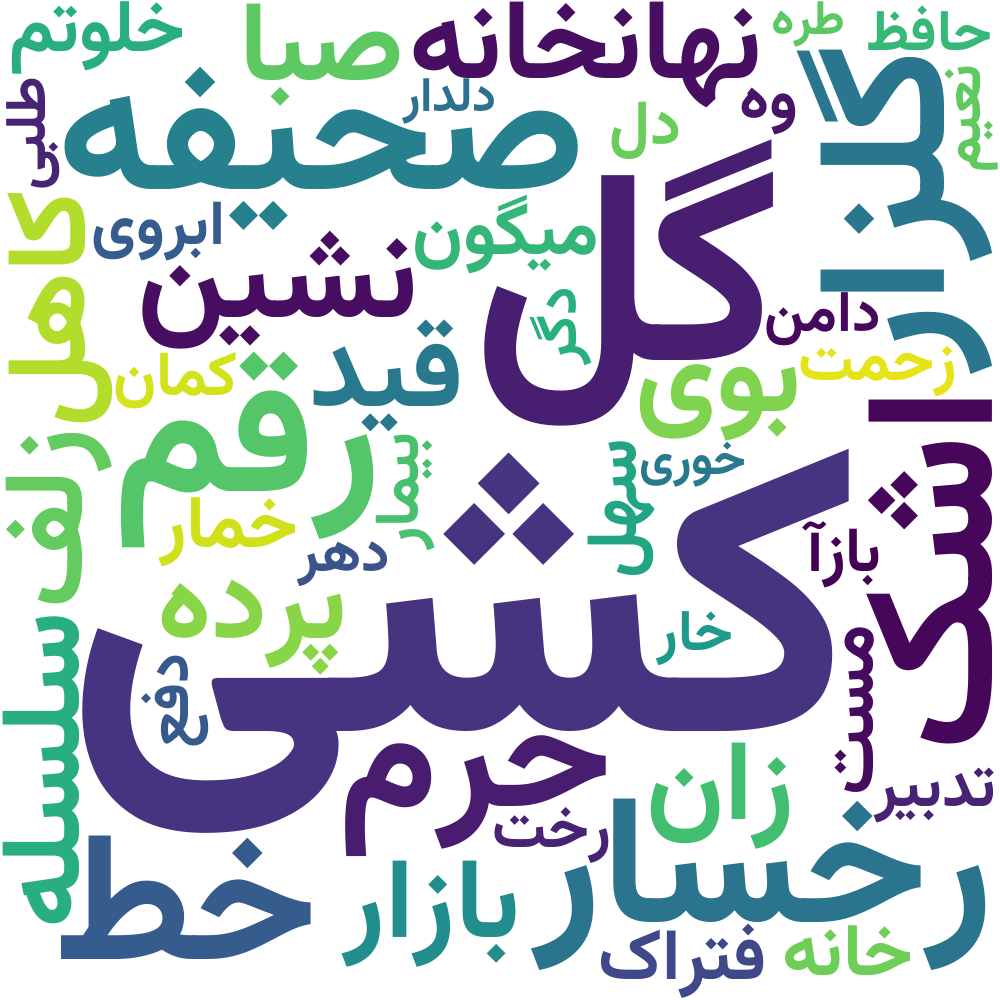 حافظ
طره
نهانخانه
صبا
خلوتم
نعیم
گلزار
وه
دل
دلدار
صحیفه
طلبی
گل
میگون
ابروی
کاهل
نشین
دامن
دگر
قید
زحمت
بوی
کمان
رقم
اشک
خوری
سهل
بیمار
زلف
کشی
خمار
بازآ
دهر
پرده
خار
مست
دفع
سلسله
حرم
زان
تدبیر
رخت
رخسار
خط
بازار
خانه
فتراک